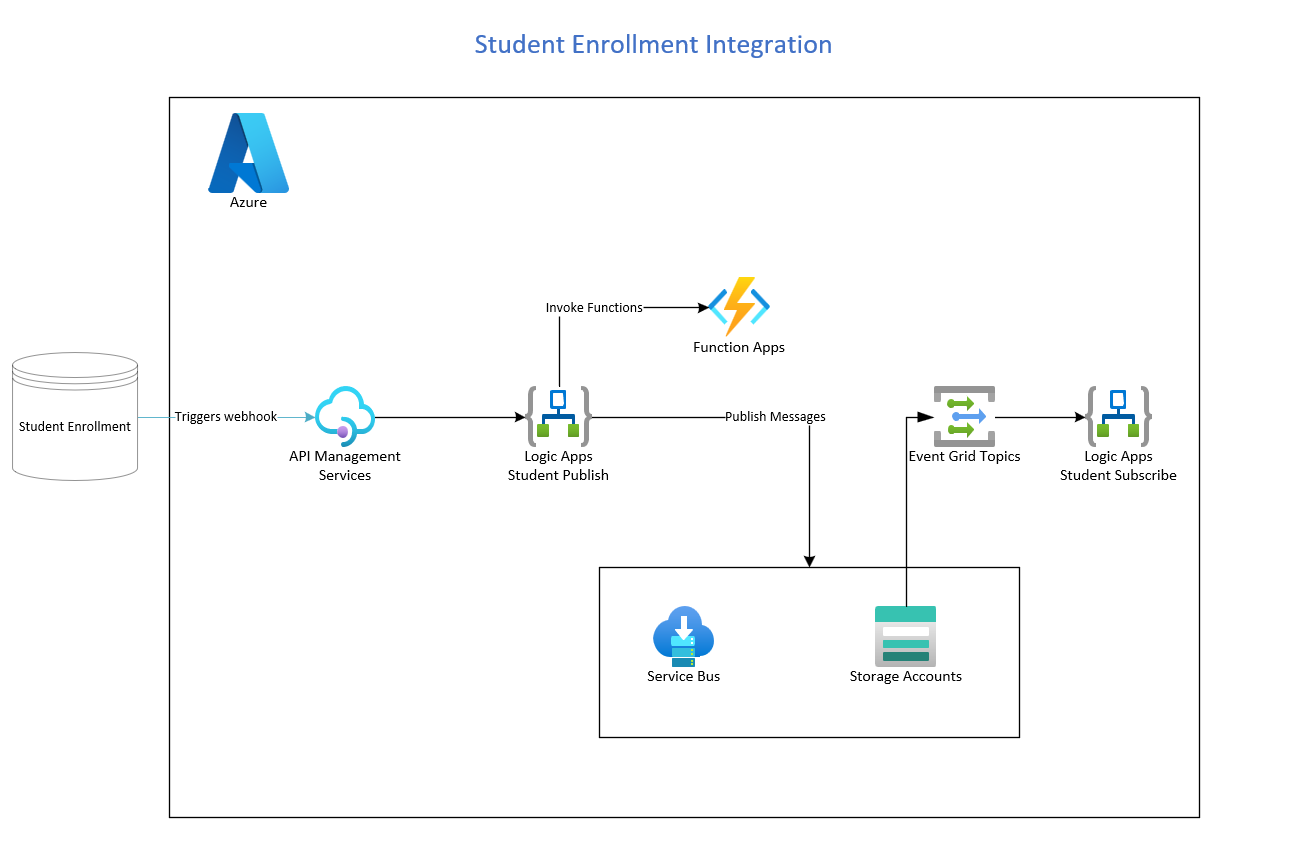 Student Enrollment Integration
Azure
Invoke Functions
Function Apps
Student Enrollment
Triggers webhook
API Management
Services
Logic Apps
Student Publish
Publish Messages
Event Grid Topics
Logic Apps
Student Subscribe
Service Bus
Storage Accounts